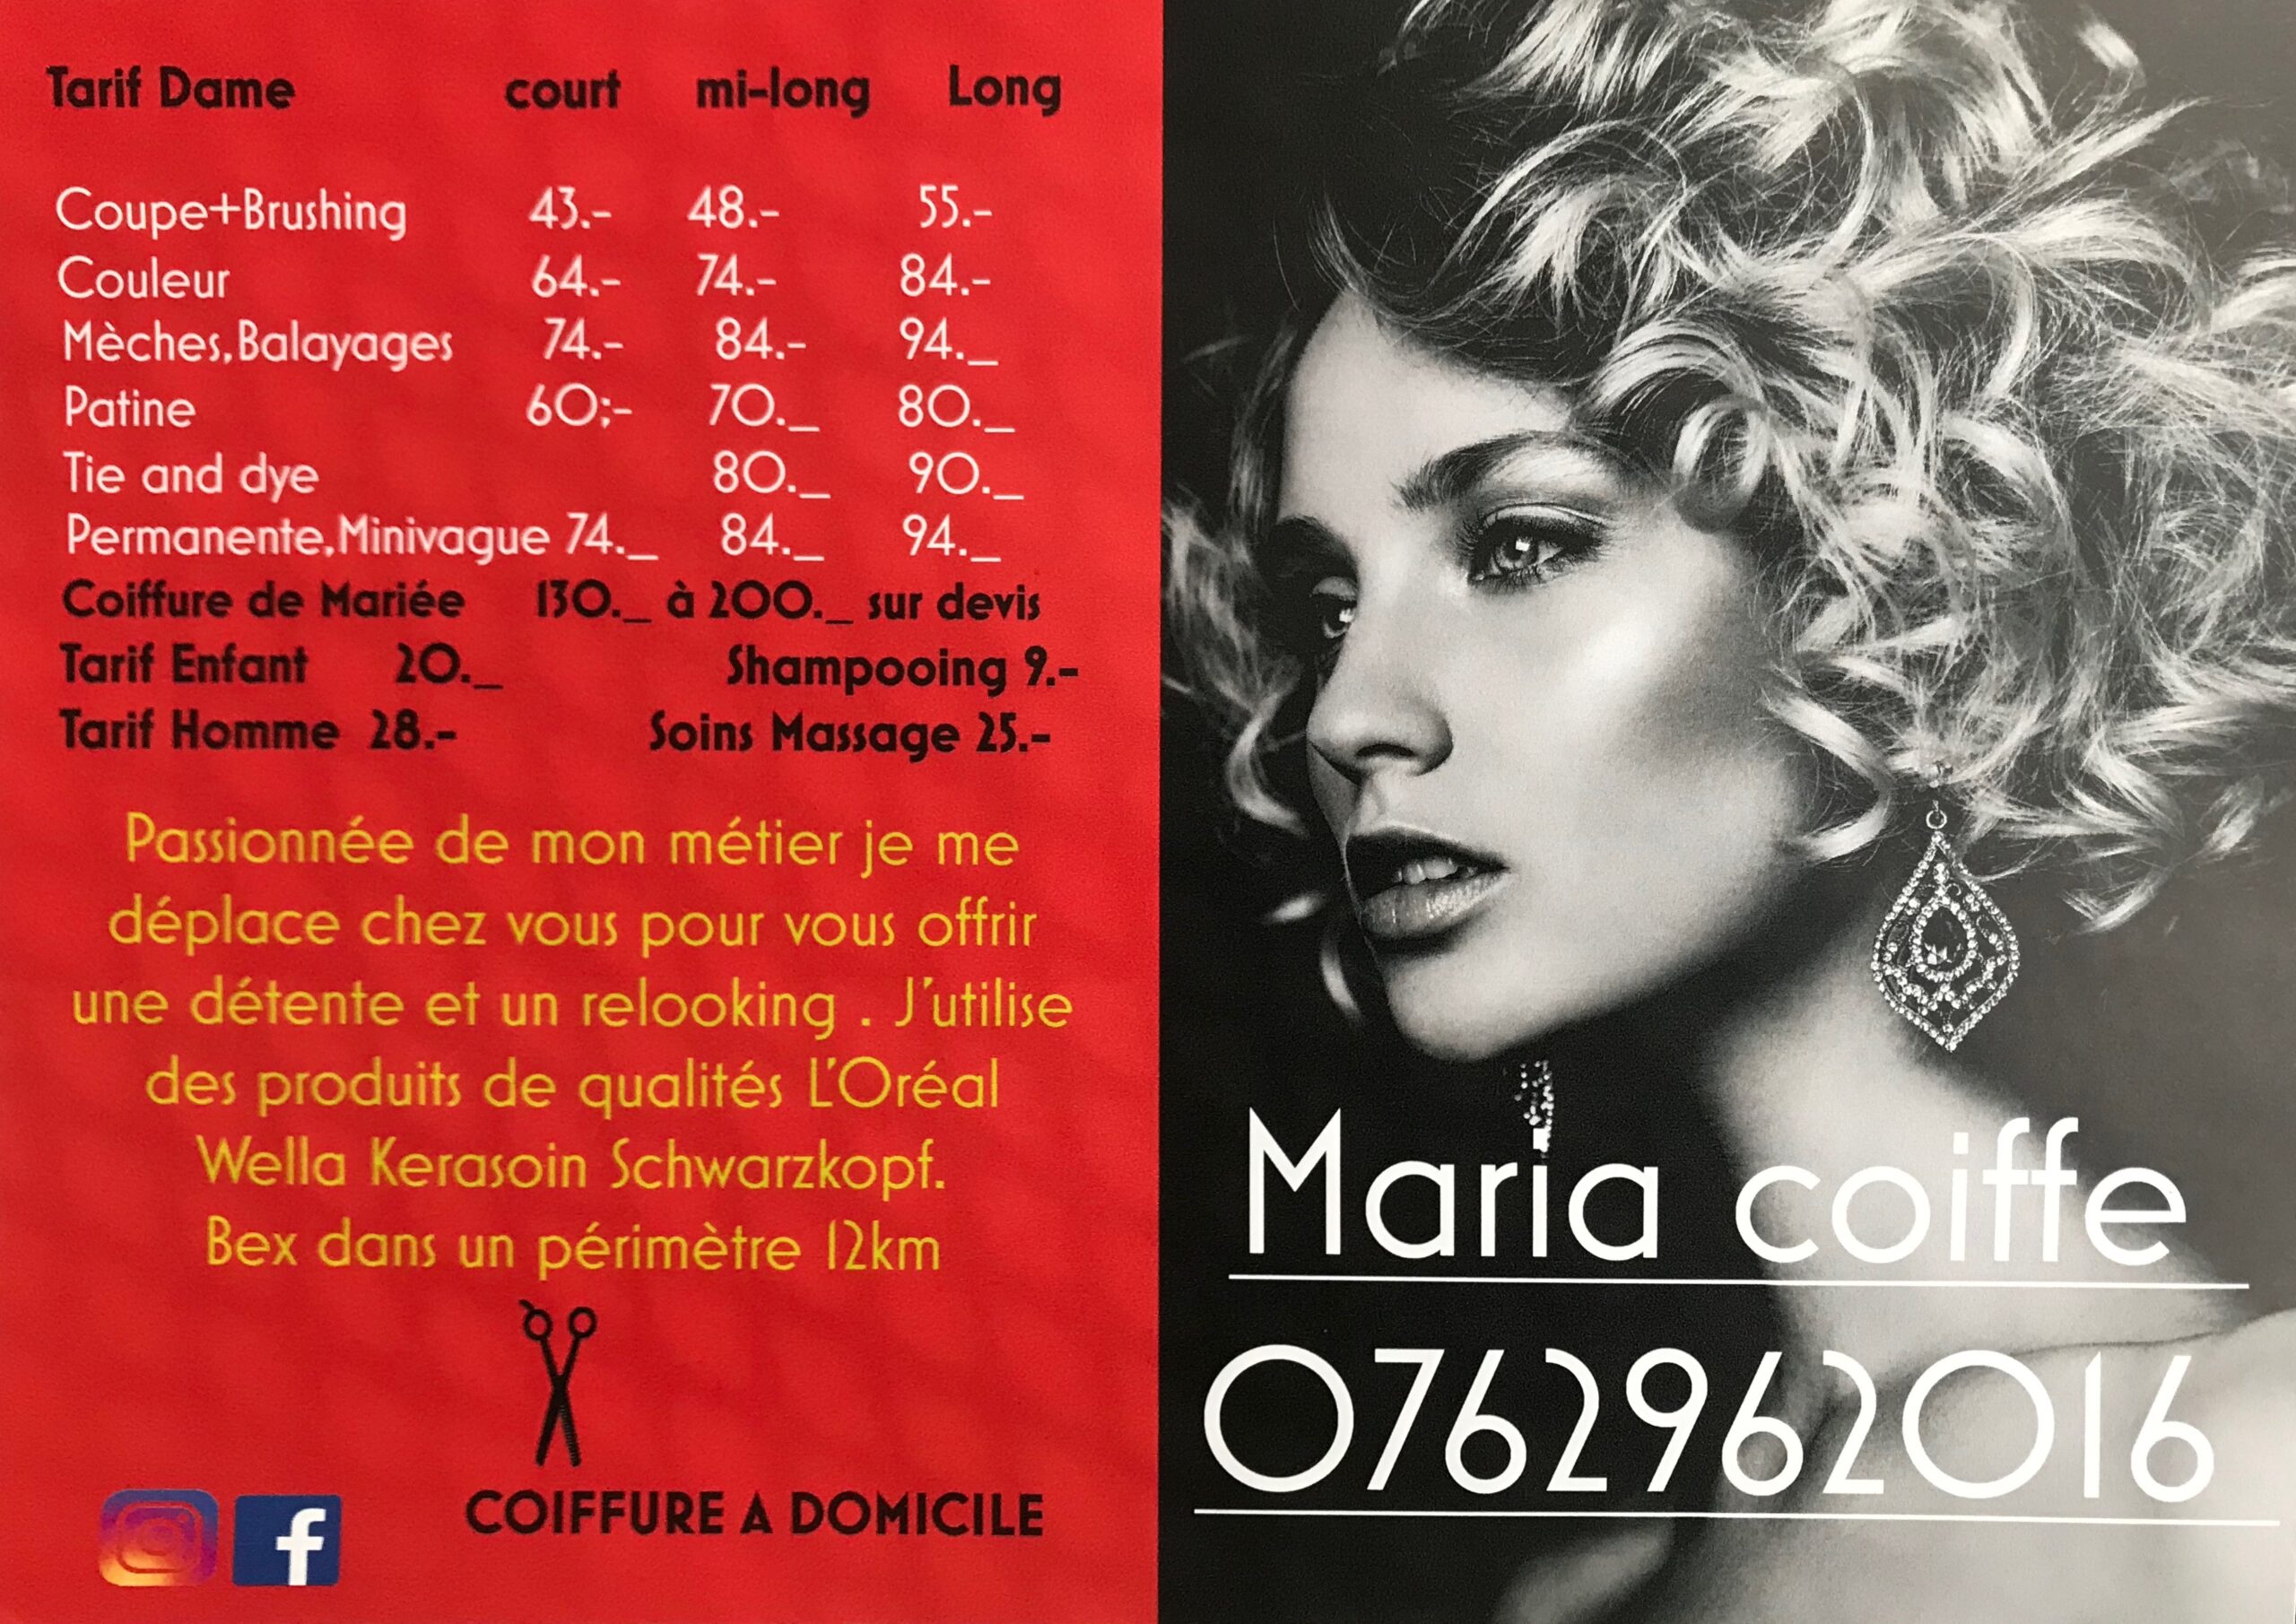 Tarif Dame court mi-long Long
Coupe+Brushing 43.- 48.- 55.-
Couleur 64.- 74.- 84.-
Mèches,Balayages 74.- 84.- 94._
Patine 60;- 70._ 80._
Tie and dye 80._ 90._
Permanente,Minivague 74._ 84._ 94._
Coiffure de Mariée 130._ à 200._ sur devis
Tarif Enfant 20._ Shampooing 9.-
Tarif Homme 28.- Soins Massage 25.-
Passionnée de mon métier je me
déplace chez vous pour vous offrir
une détente et un relooking . J'utilise
des produits de qualités L'Oréal
Wella Kerasoin Schwarzkopf.
Bex dans un périmètre 12km
COIFFURE A DOMICILE
f
Maria coiffe
0762962016